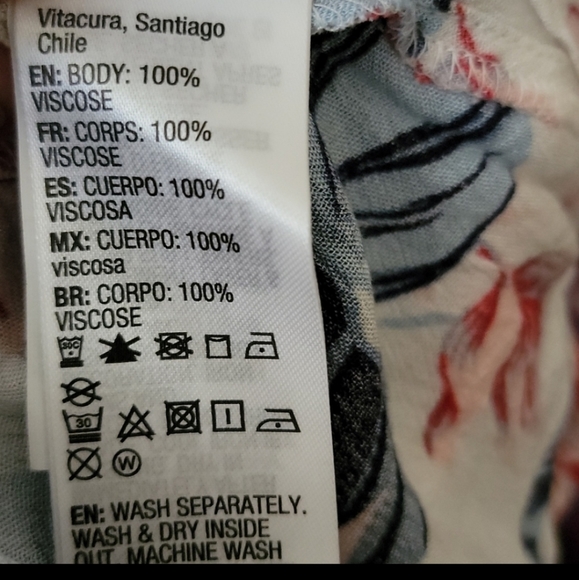 Vitacura, Santiago
Chile
EN: BODY: 100%
VISCOSE
FR: CORPS: 100%
VISCOSE
ES: CUERPO: 100%
VISCOSA
MX: CUERPO: 100%
viscosa
BR: CORPO: 100%
VISCOSE
30
W
EN: WASH SEPARATELY.
WASH & DRY INSIDE
OUT. MACHINE WASH